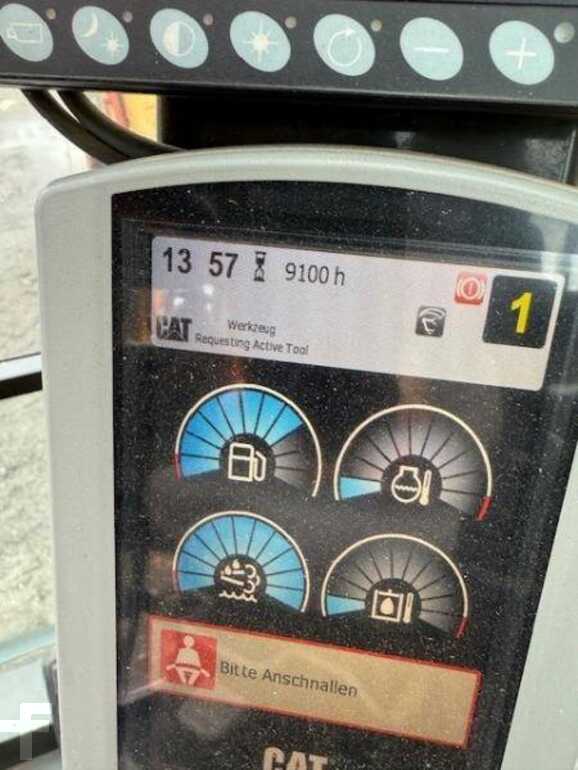 13 57 9100 h
1
CAT Werkzeug
Requesting Active Tool
Bitte Anschnallen
CAT